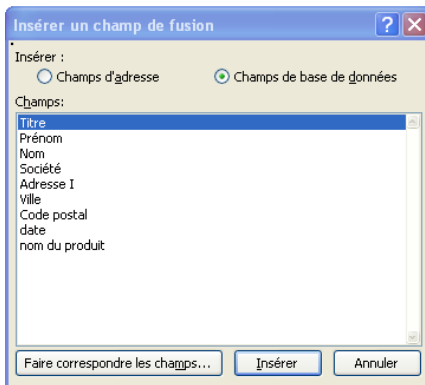 Insérer un champ de fusion
Insérer :
Champs d'adresse Champs de base de données
Champs:
Titre
Prénom
Nom
Société
Adresse I
Ville
Code postal
date
nom du produit
Faire correspondre les champs... Insérer Annuler